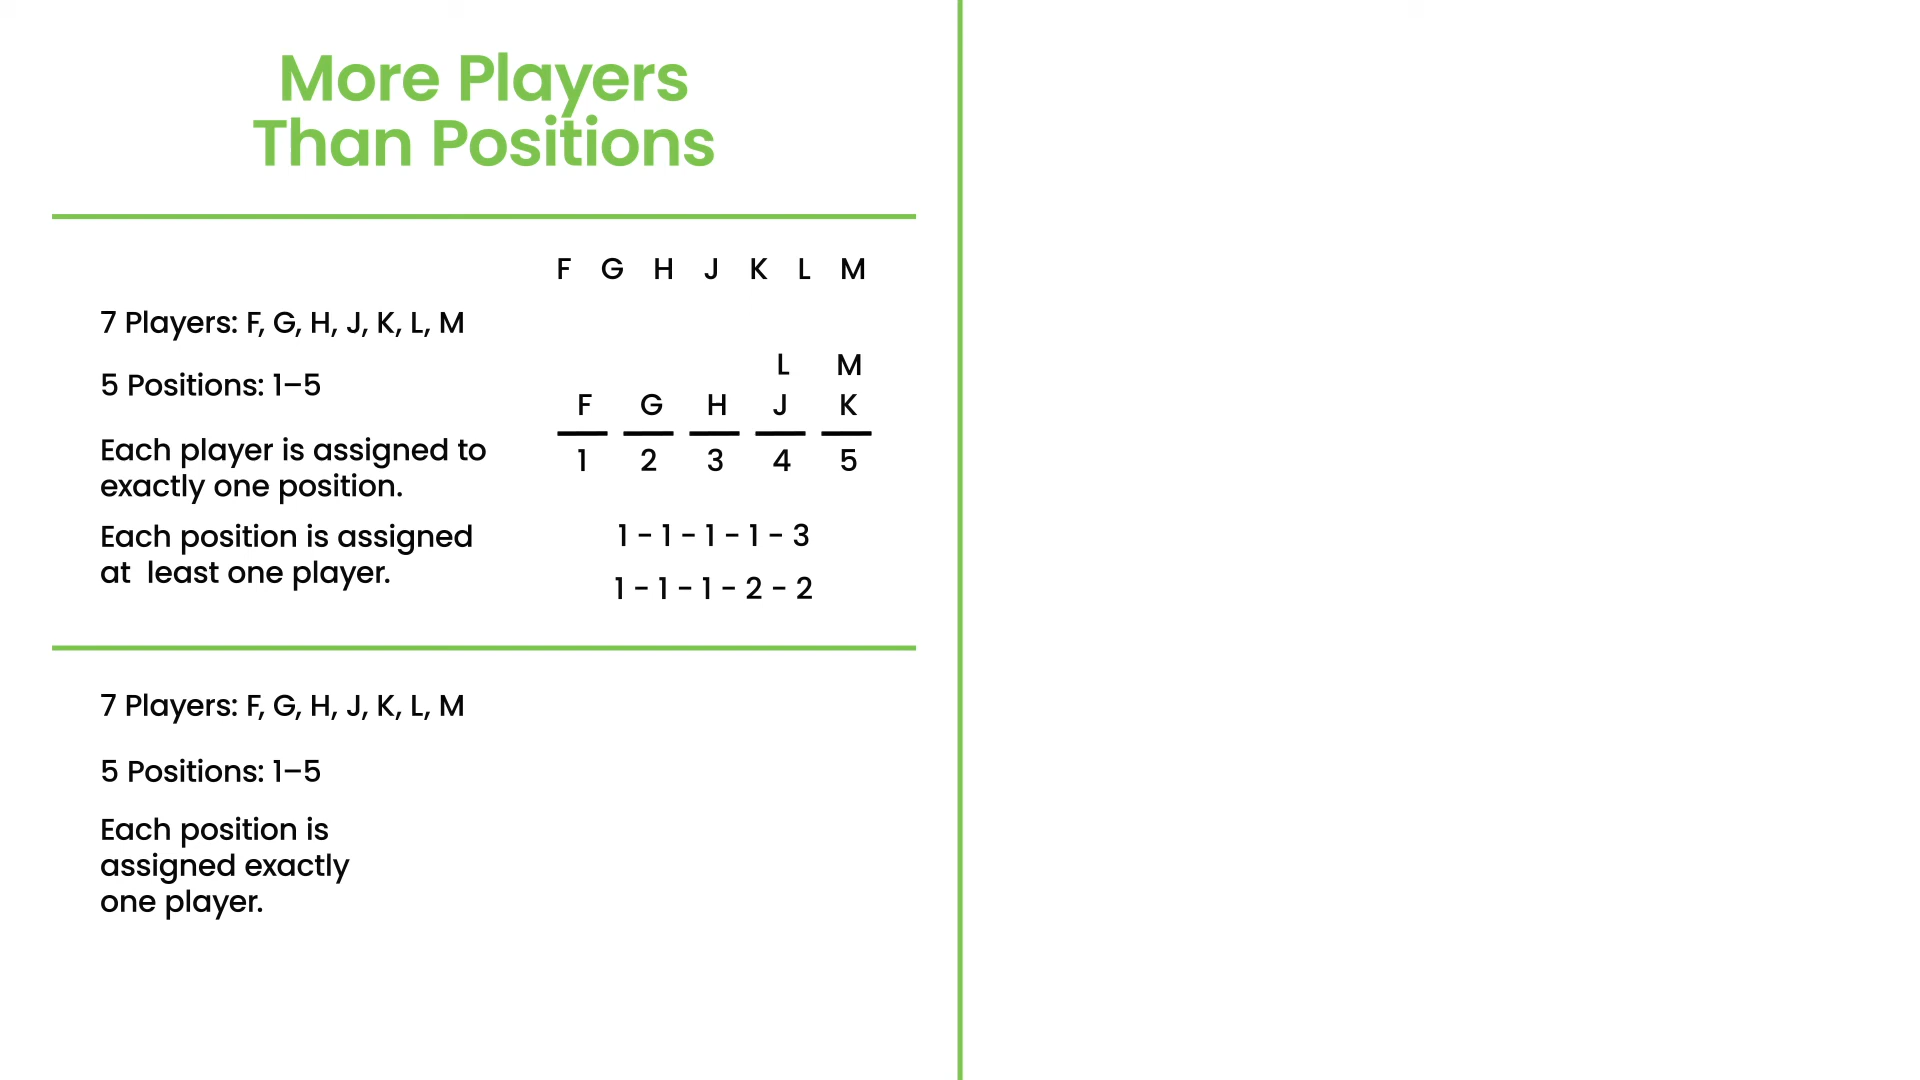 More Players
Than Positions
F G H J K L M
7 Players: F, G, H, J, K, L, M
5 Positions: 1–5
Each player is assigned to
exactly one position.
Each position is assigned
at least one player.
L M
F G H J K
1 2 3 4 5
1 - 1 - 1 - 1 - 3
1 - 1 - 1 - 2 - 2
7 Players: F, G, H, J, K, L, M
5 Positions: 1–5
Each position is
assigned exactly
one player.